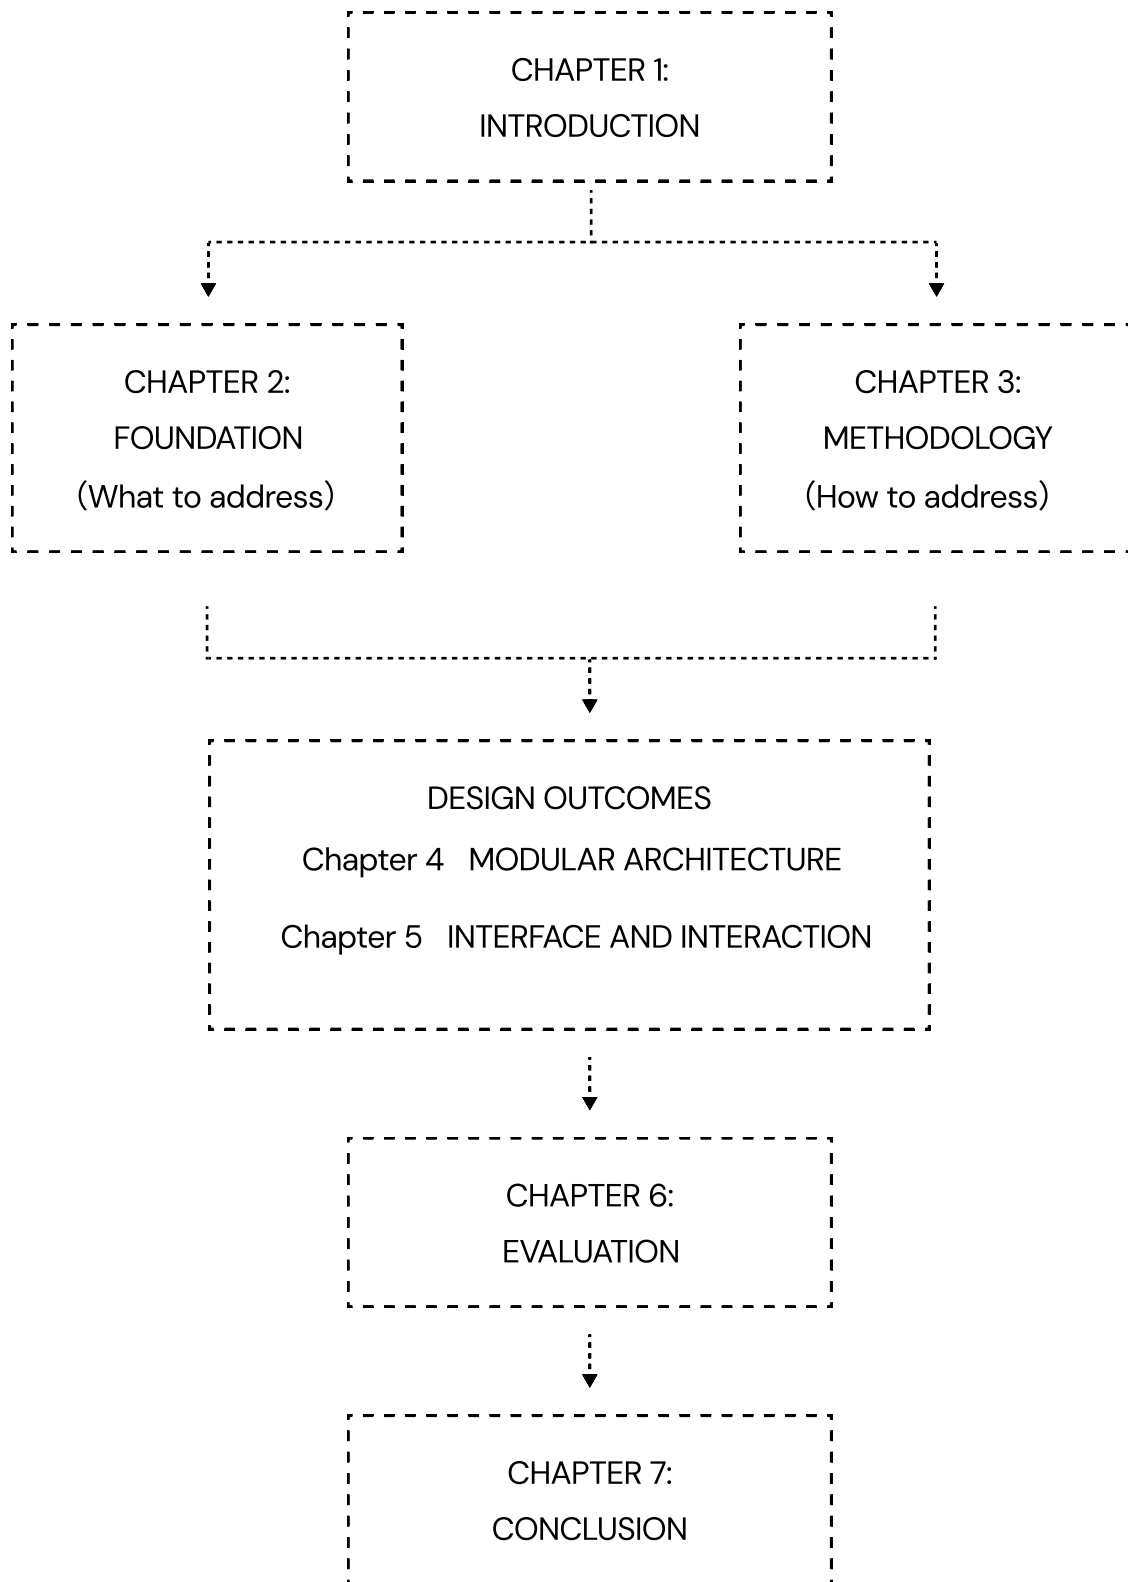 CHAPTER 1:
INTRODUCTION
CHAPTER 2:
FOUNDATION
(What to address)
CHAPTER 3:
METHODOLOGY
(How to address)
DESIGN OUTCOMES
Chapter 4 MODULAR ARCHITECTURE
Chapter 5 INTERFACE AND INTERACTION
CHAPTER 6:
EVALUATION
CHAPTER 7:
CONCLUSION